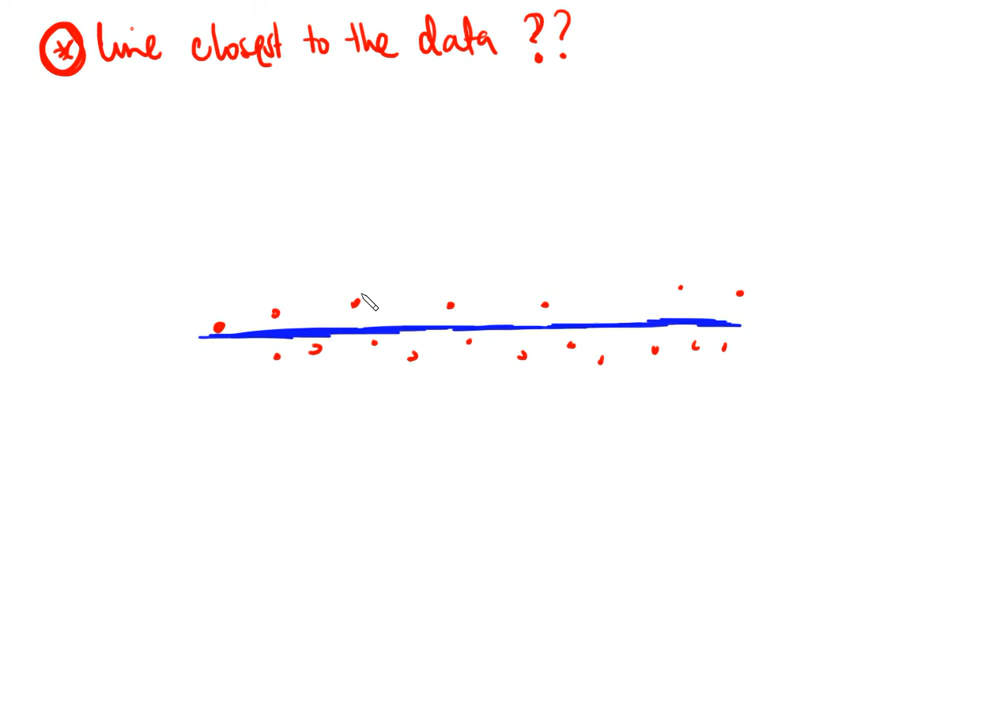 * line closest to the data ??